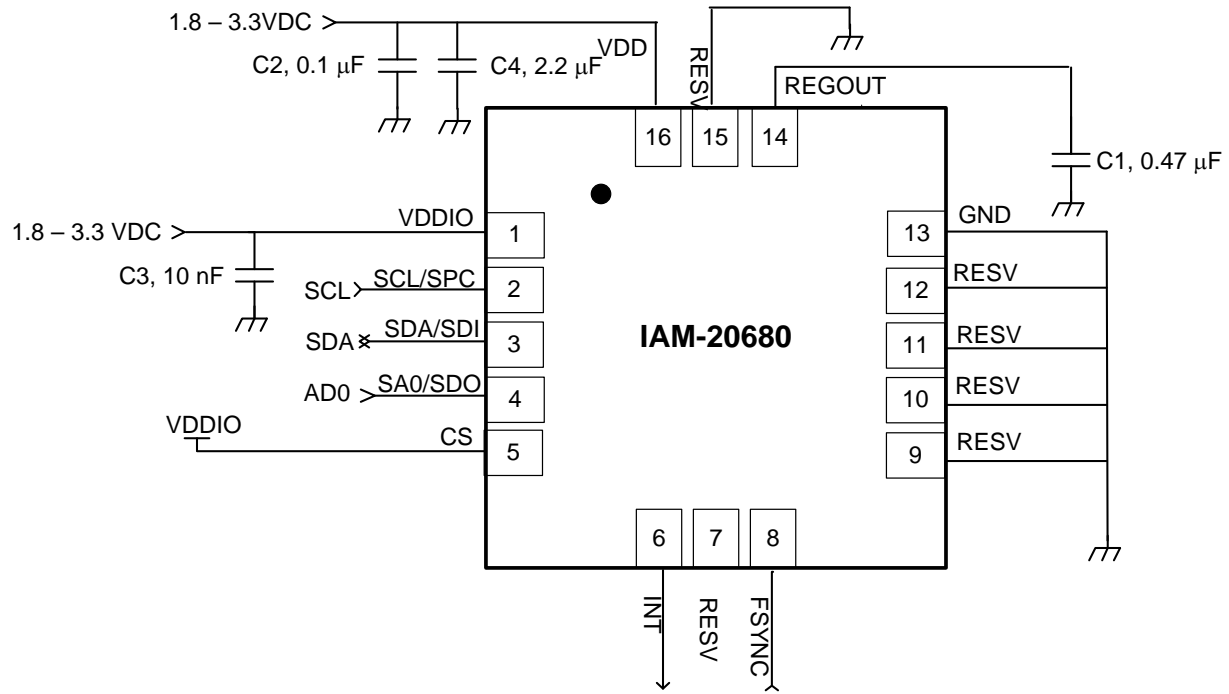 1.8 – 3.3VDC
C2, 0.1 μF
C4, 2.2 μF
VDD
RESV
REGOUT
C1, 0.47 μF
16
15
14
1.8 – 3.3 VDC
VDDIO
1
C3, 10 nF
SCL
SCL/SPC
2
SDA
SDA/SDI
3
AD0
SA0/SDO
4
VDDIO
CS
5
IAM-20680
13
GND
12
RESV
11
RESV
10
RESV
9
RESV
6
7
8
INT
RESV
FSYNC